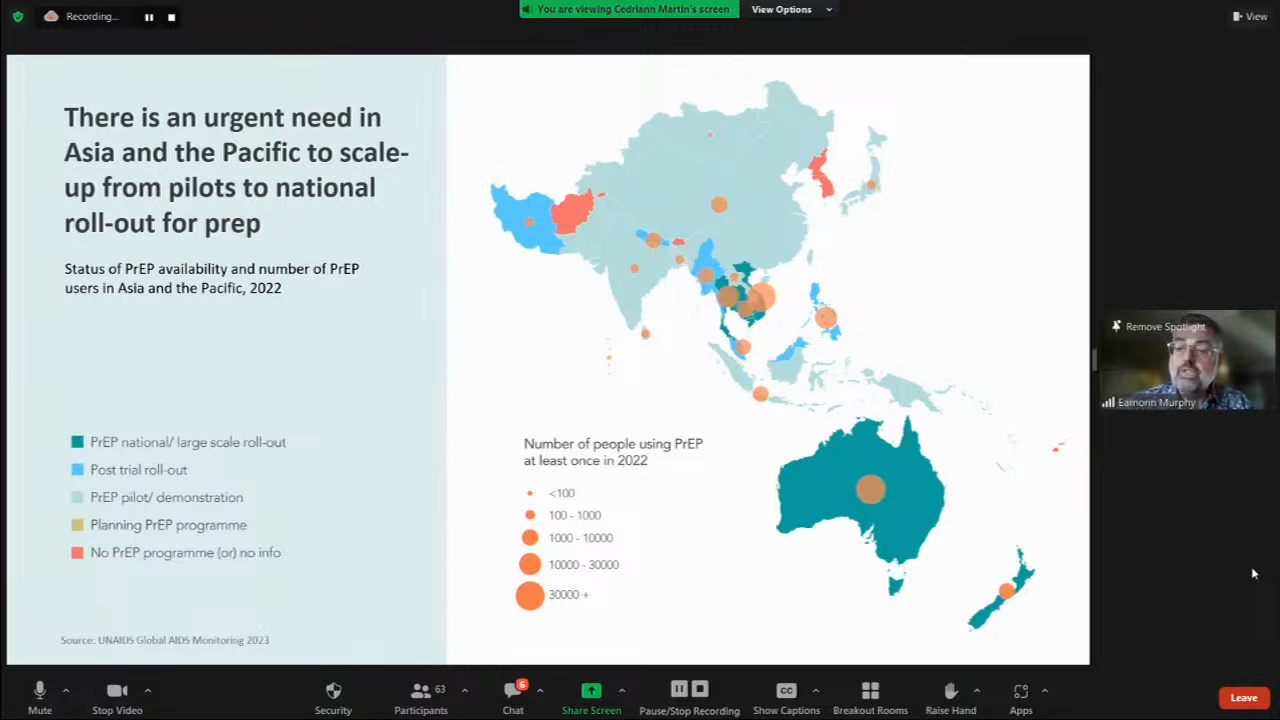 Recording...
You are viewing Cedriann Martin's screen
View Options
View
There is an urgent need in
Asia and the Pacific to scale-
up from pilots to national
roll-out for prep
Status of PrEP availability and number of PrEP
users in Asia and the Pacific, 2022
PrEP national/ large scale roll-out
Post trial roll-out
PrEP pilot/ demonstration
Planning PrEP programme
No PrEP programme (or) no info
Source: UNAIDS Global AIDS Monitoring 2023
Number of people using PrEP
at least once in 2022
<100
100 - 1000
1000 - 10000
10000 - 30000
30000 +
Remove Spotlight
Eamonn Murphy
Mute
Stop Video
Security
63
Participants
6
Chat
Share Screen
Pause/Stop Recording
CC
Show Captions
Breakout Rooms
Raise Hand
Apps
Leave